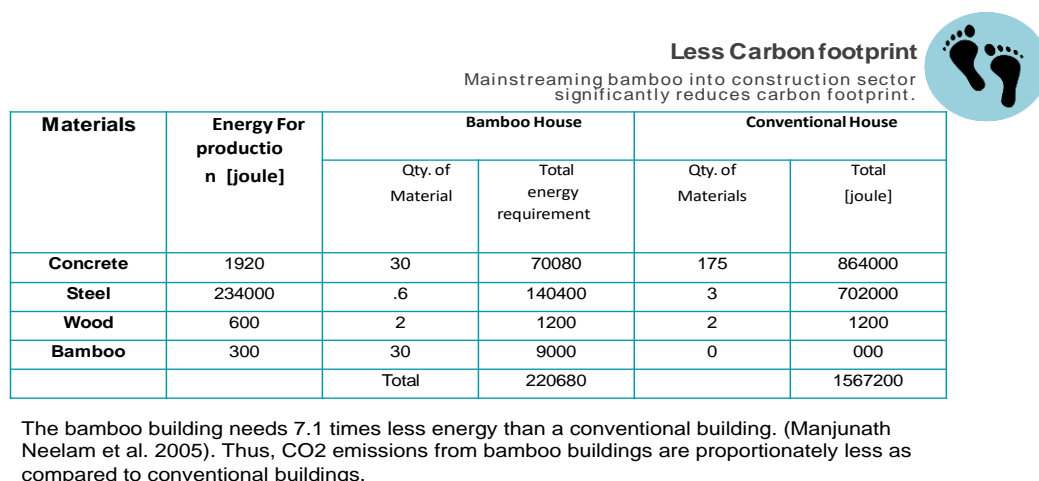 Less Carbon footprint
Mainstreaming bamboo into construction sector
significantly reduces carbon footprint.
Materials Energy For Bamboo House Conventional House
productio
n [joule]
Qty. of Total Qty. of Total
Material energy Materials [joule]
requirement
Concrete 1920 30 70080 175 864000
Steel 234000 .6 140400 3 702000
Wood 600 2 1200 2 1200
Bamboo 300 30 9000 0 000
Total 220680 1567200
The bamboo building needs 7.1 times less energy than a conventional building. (Manjunath
Neelam et al. 2005). Thus, CO2 emissions from bamboo buildings are proportionately less as
compared to conventional buildings.